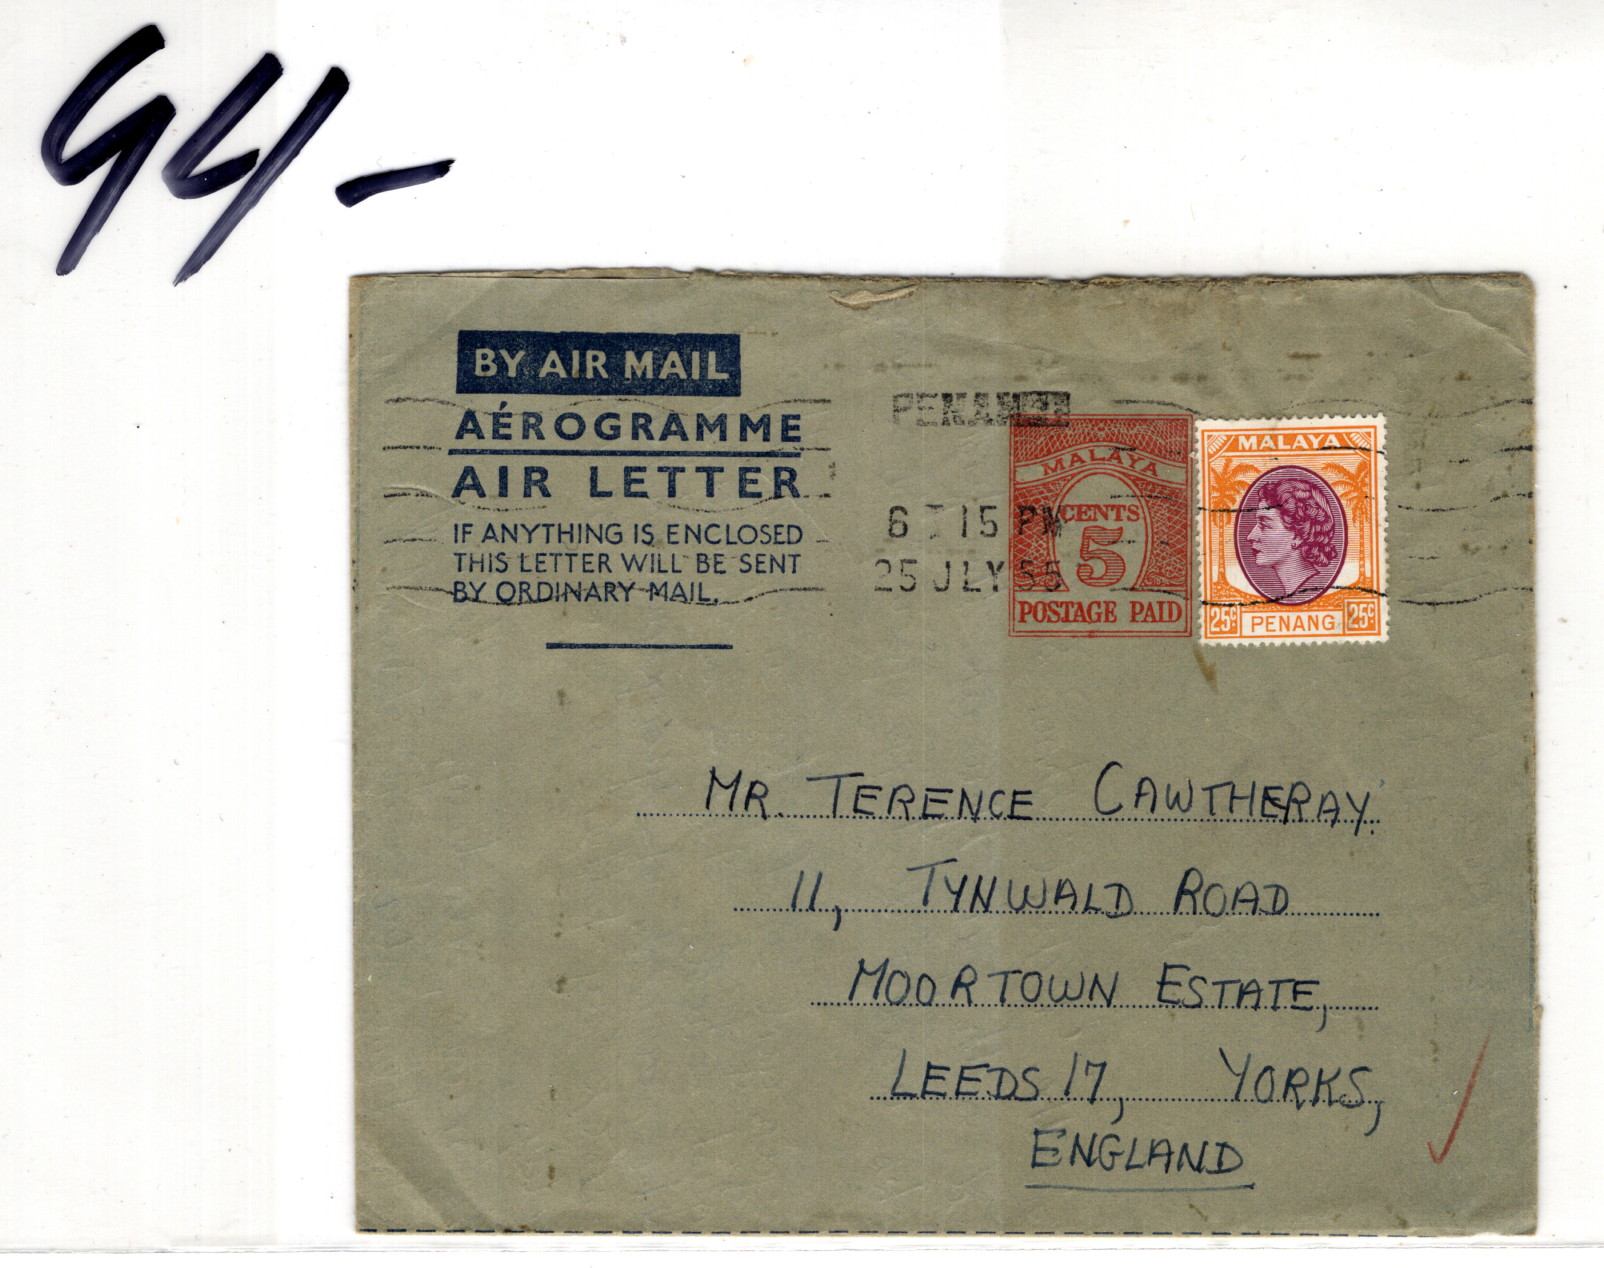 94/-
BY AIR MAIL
AÉROGRAMME
AIR LETTER
IF ANYTHING IS ENCLOSED
THIS LETTER WILL BE SENT
BY ORDINARY MAIL.
PENANG
6 15 PM
25 JLY 55
MALAYA
CENTS
5
POSTAGE PAID
MALAYA
25c PENANG 25c
MR. TERENCE CAWTHERAY.
11, TYNWALD ROAD
MOORTOWN ESTATE,
LEEDS 17, YORKS,
ENGLAND